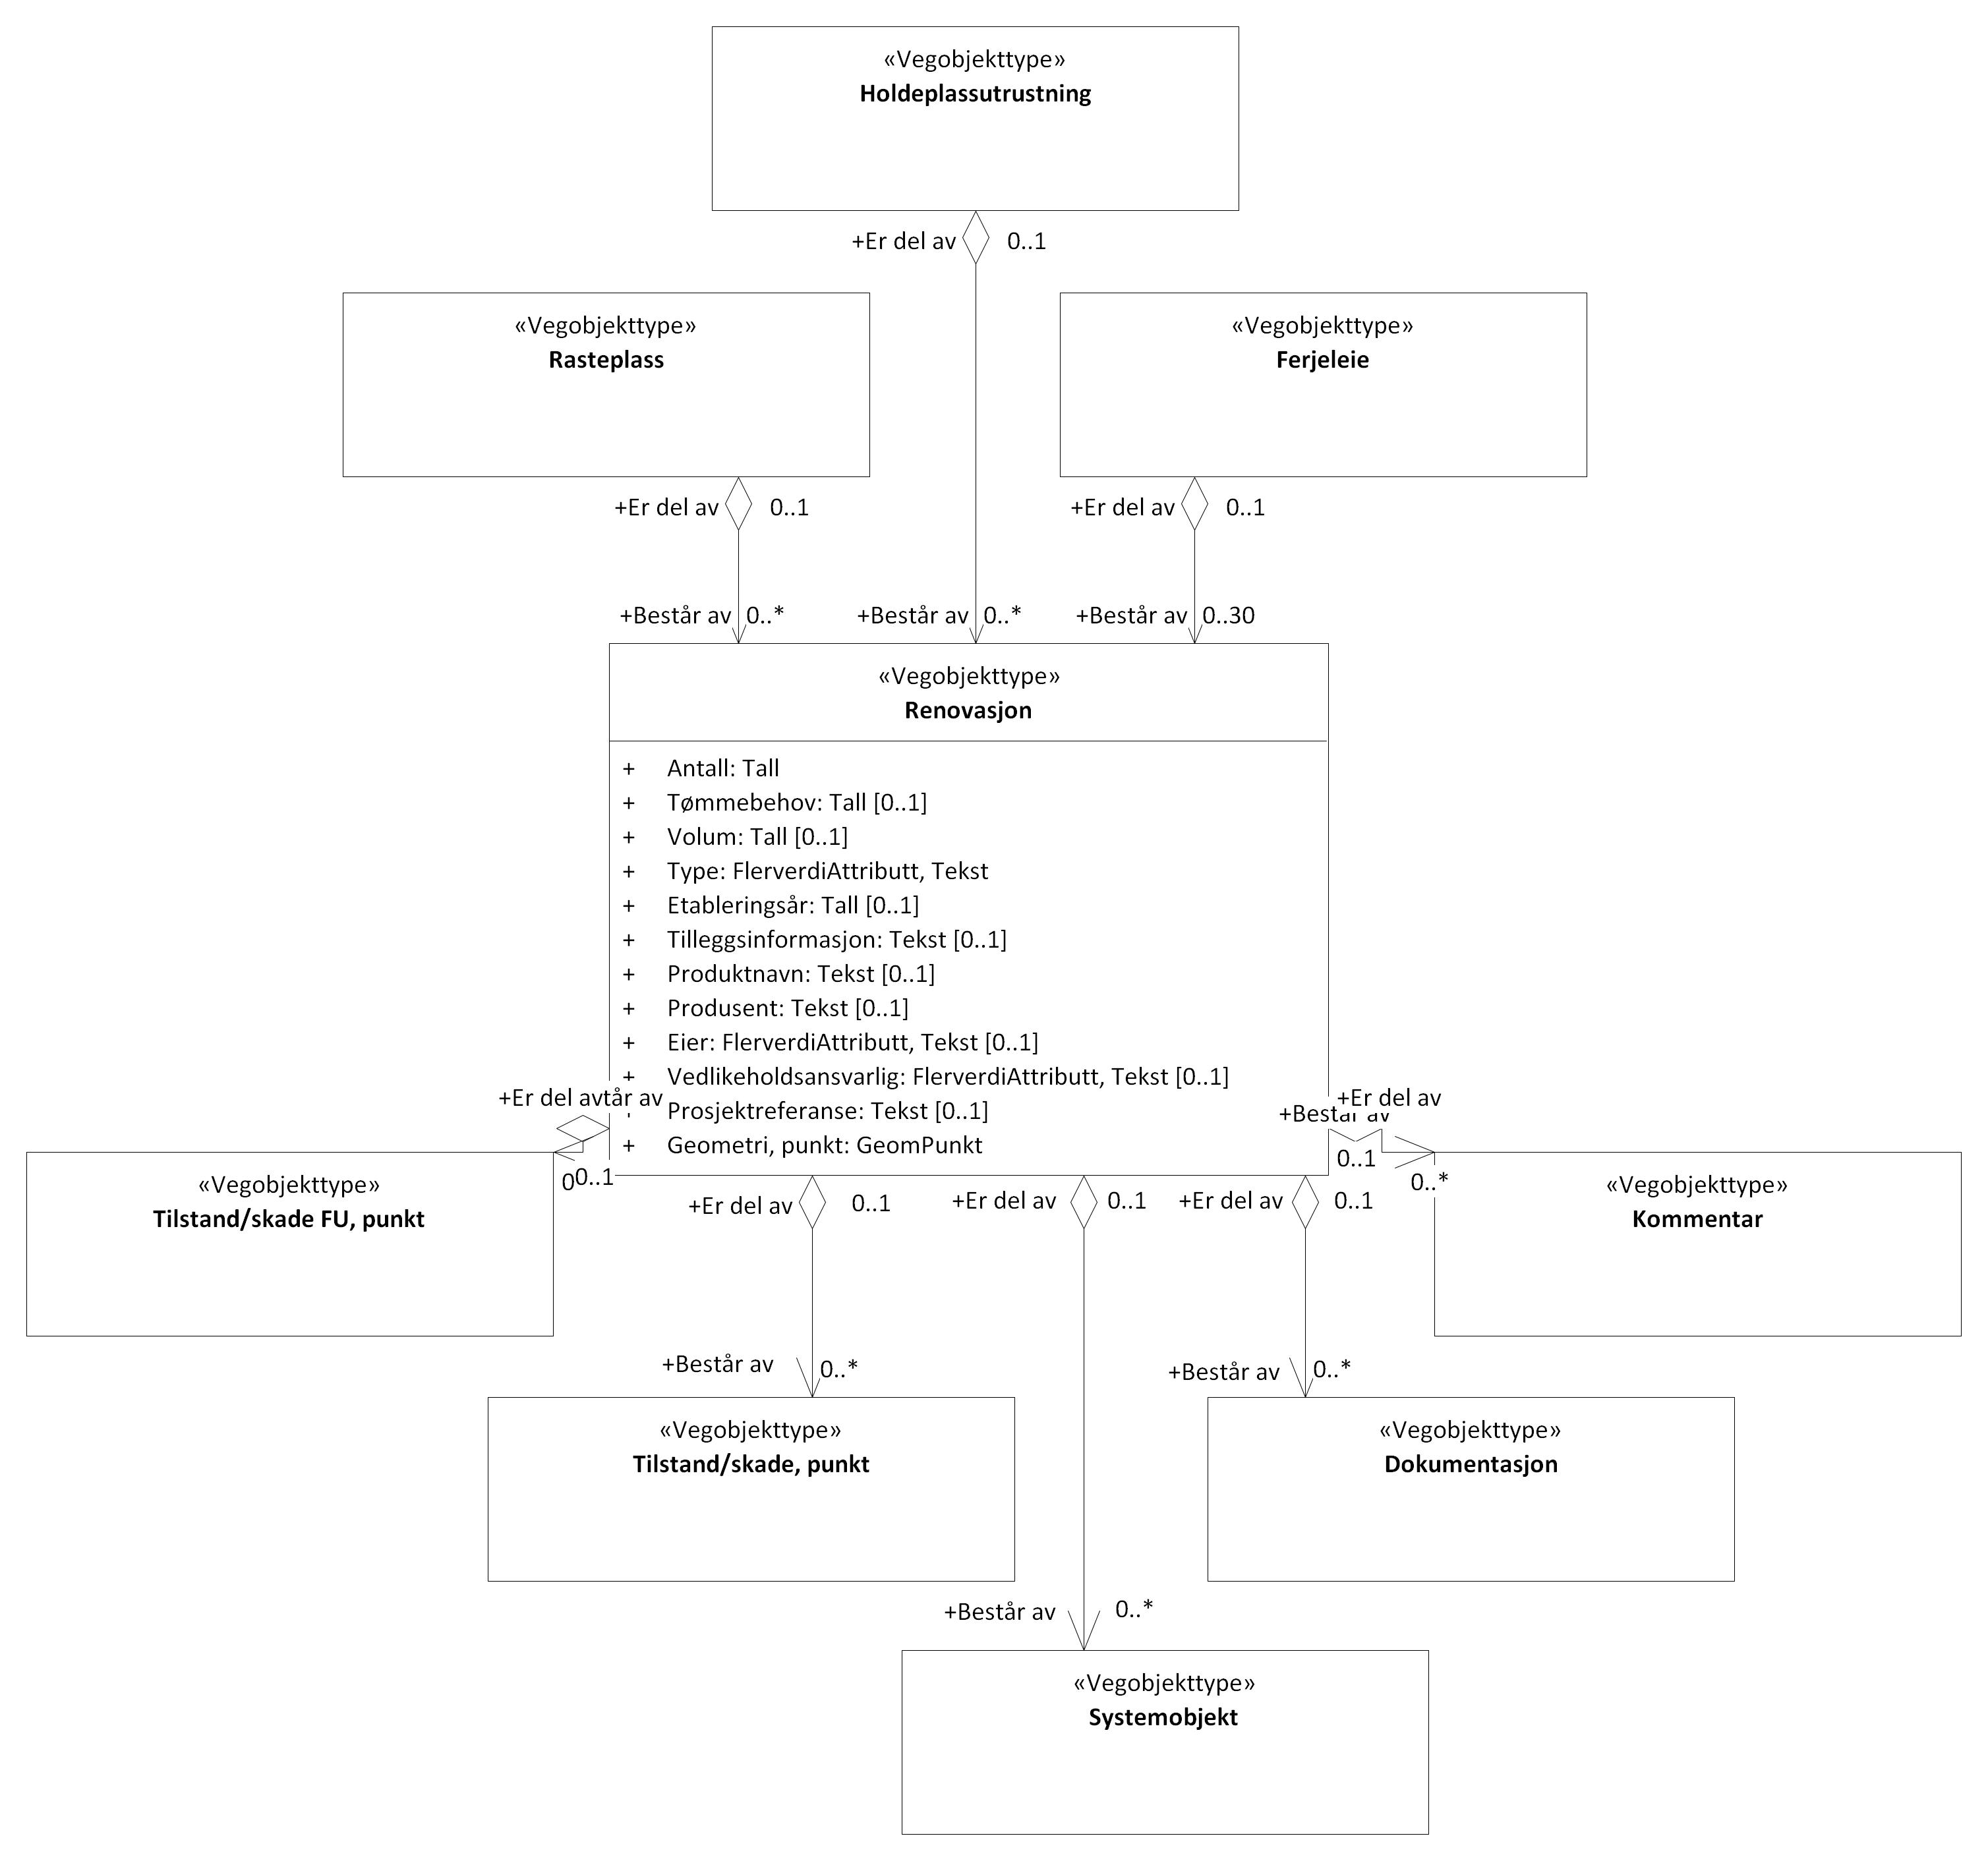 «Vegobjekttype»
Holdeplassutrustning
+Er del av 0..1
«Vegobjekttype»
Rasteplass
«Vegobjekttype»
Ferjeleie
+Er del av 0..1
+Er del av 0..1
+Består av 0..*
+Består av 0..*
+Består av 0..30
«Vegobjekttype»
Renovasjon
+ Antall: Tall
+ Tømmebehov: Tall [0..1]
+ Volum: Tall [0..1]
+ Type: FlerverdiAttributt, Tekst
+ Etableringsår: Tall [0..1]
+ Tilleggsinformasjon: Tekst [0..1]
+ Produktnavn: Tekst [0..1]
+ Produsent: Tekst [0..1]
+ Eier: FlerverdiAttributt, Tekst [0..1]
+ Vedlikeholdsansvarlig: FlerverdiAttributt, Tekst [0..1]
Prosjektreferanse: Tekst [0..1]
+ Geometri, punkt: GeomPunkt
+Er del av
0..1
«Vegobjekttype»
Tilstand/skade FU, punkt
+Er del av
+Består av
0..1
0..*
«Vegobjekttype»
Kommentar
+Er del av 0..1
+Er del av 0..1
+Er del av 0..1
+Består av 0..*
+Består av 0..*
«Vegobjekttype»
Tilstand/skade, punkt
«Vegobjekttype»
Dokumentasjon
+Består av 0..*
«Vegobjekttype»
Systemobjekt